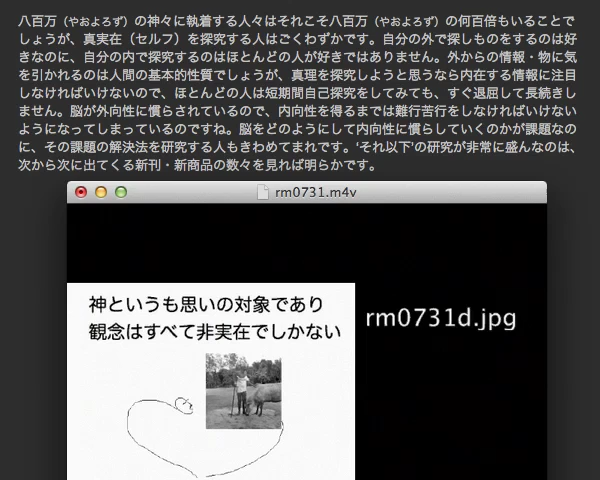 八百万（やおよろず）の神々に執着する人々はそれこそ八百万（やおよろず）の何百倍もいることで
しょうが、真実在（セルフ）を探究する人はごくわずかです。自分の外で探しものをするのは好
きなのに、自分の内で探究するのはほとんどの人が好きではありません。外からの情報・物に気
を引かれるのは人間の基本的性質でしょうが、真理を探究しようと思うなら内在する情報に注目
しなければいけないので、ほとんどの人は短期間自己探究をしてみても、すぐ退屈して長続きし
ません。脳が外向性に慣らされているので、内向性を得るまでは難行苦行をしなければいけない
ようになってしまっているのですね。脳をどのようにして内向性に慣らしていくのかが課題なの
に、その課題の解決法を研究する人もきわめてまれです。‘それ以下’の研究が非常に盛んなのは、
次から次に出てくる新刊・新商品の数々を見れば明らかです。
rm0731.m4v
神というも思いの対象であり
観念はすべて非実在でしかない
rm0731d.jpg